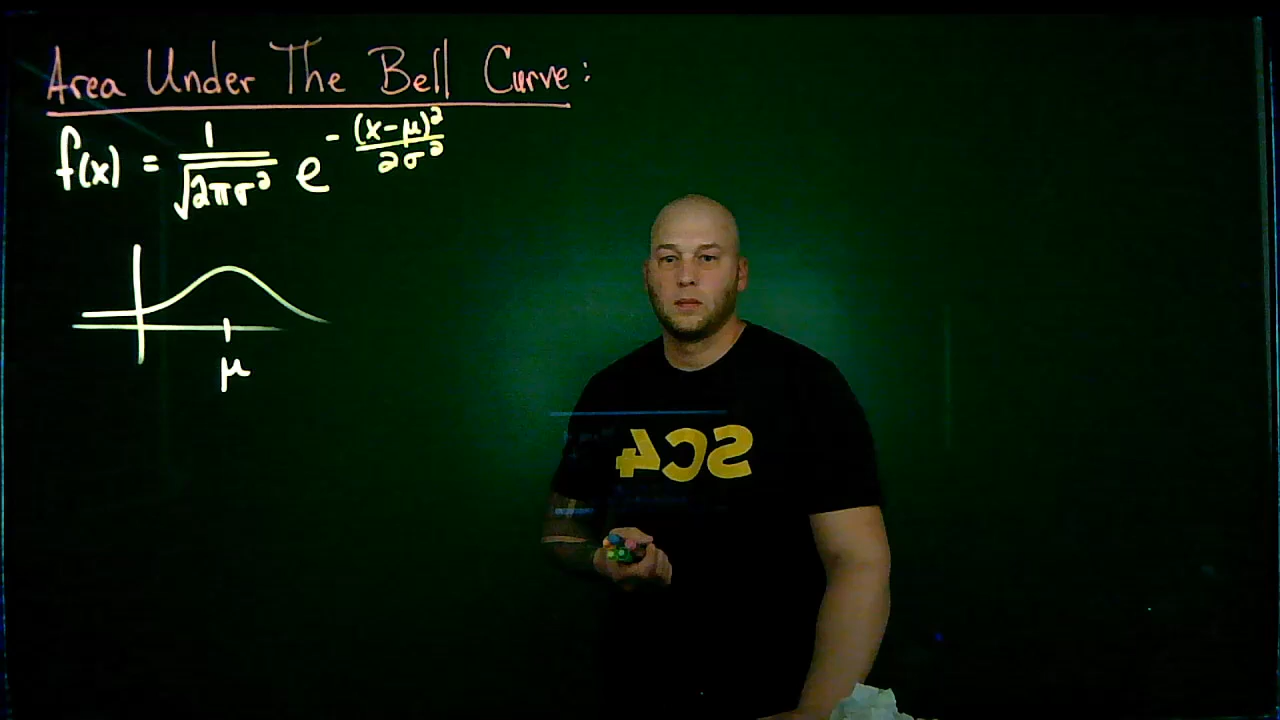 Area Under The Bell Curve:
f(x) = 1/√(2πσ²) e^(-(x-μ)²/2σ²)
μ
SC4